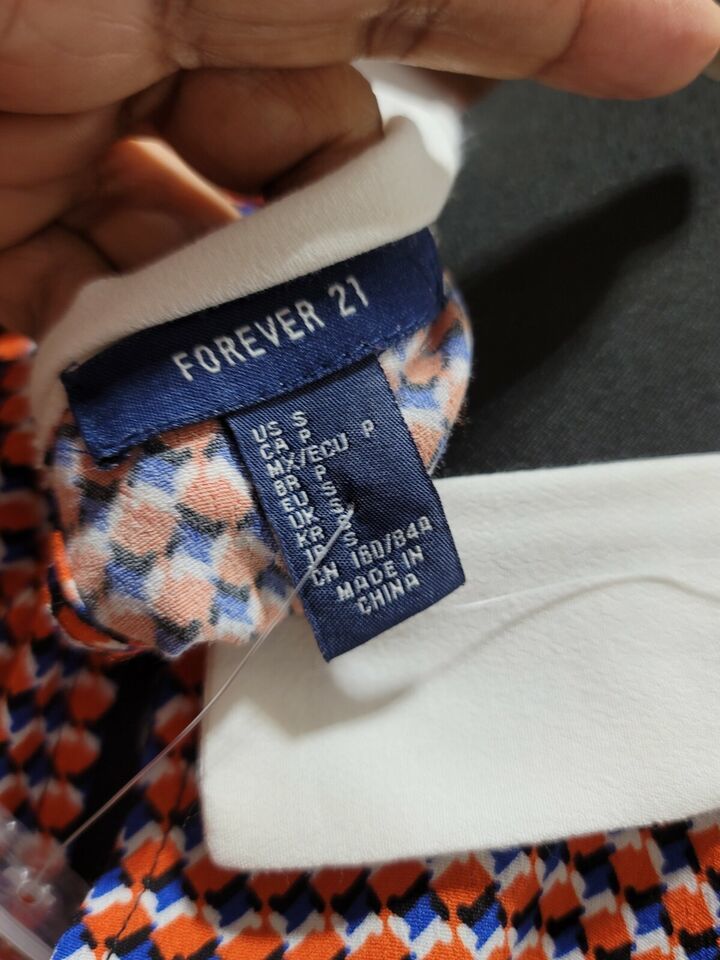 FOREVER 21
US S
CA P
MX/ECU P
BR P
EU S
UK S
KR S
JP S
CN 160/84A
MADE IN
CHINA